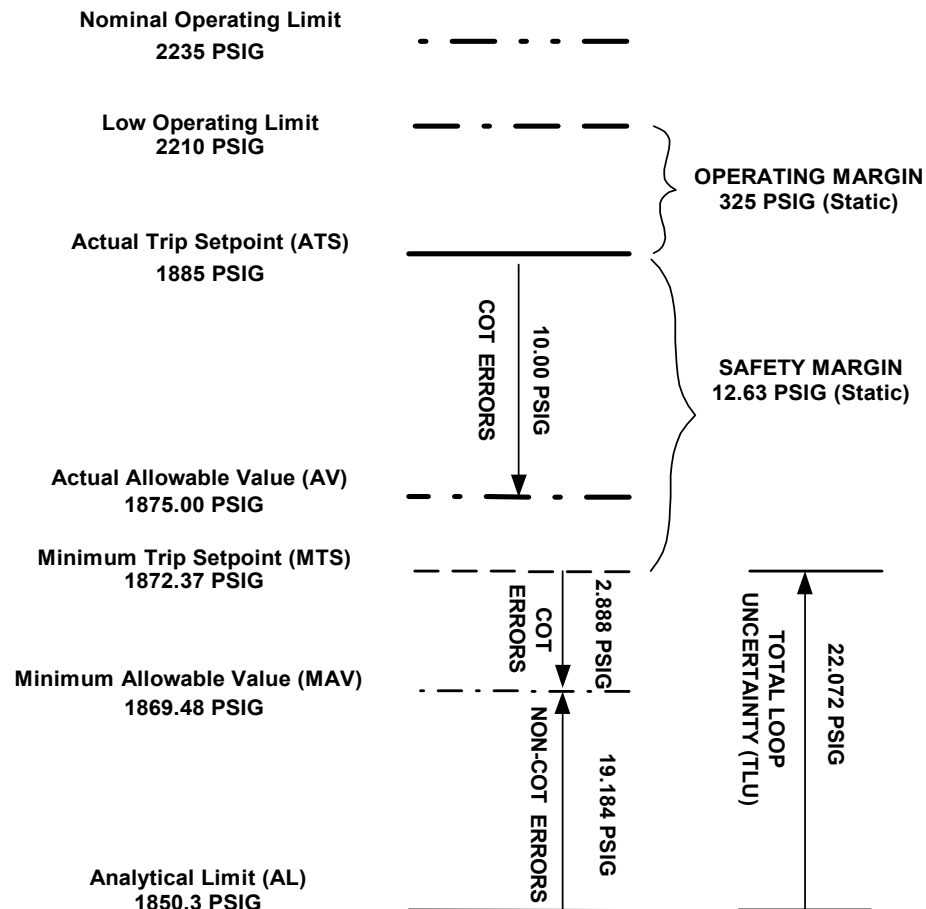 Nominal Operating Limit
2235 PSIG
Low Operating Limit
2210 PSIG
OPERATING MARGIN
325 PSIG (Static)
Actual Trip Setpoint (ATS)
1885 PSIG
10.00 PSIG
COT ERRORS
SAFETY MARGIN
12.63 PSIG (Static)
Actual Allowable Value (AV)
1875.00 PSIG
Minimum Trip Setpoint (MTS)
1872.37 PSIG
2.888 PSIG
COT
ERRORS
22.072 PSIG
TOTAL LOOP
UNCERTAINTY (TLU)
Minimum Allowable Value (MAV)
1869.48 PSIG
19.184 PSIG
NON-COT ERRORS
Analytical Limit (AL)
1850.3 PSIG